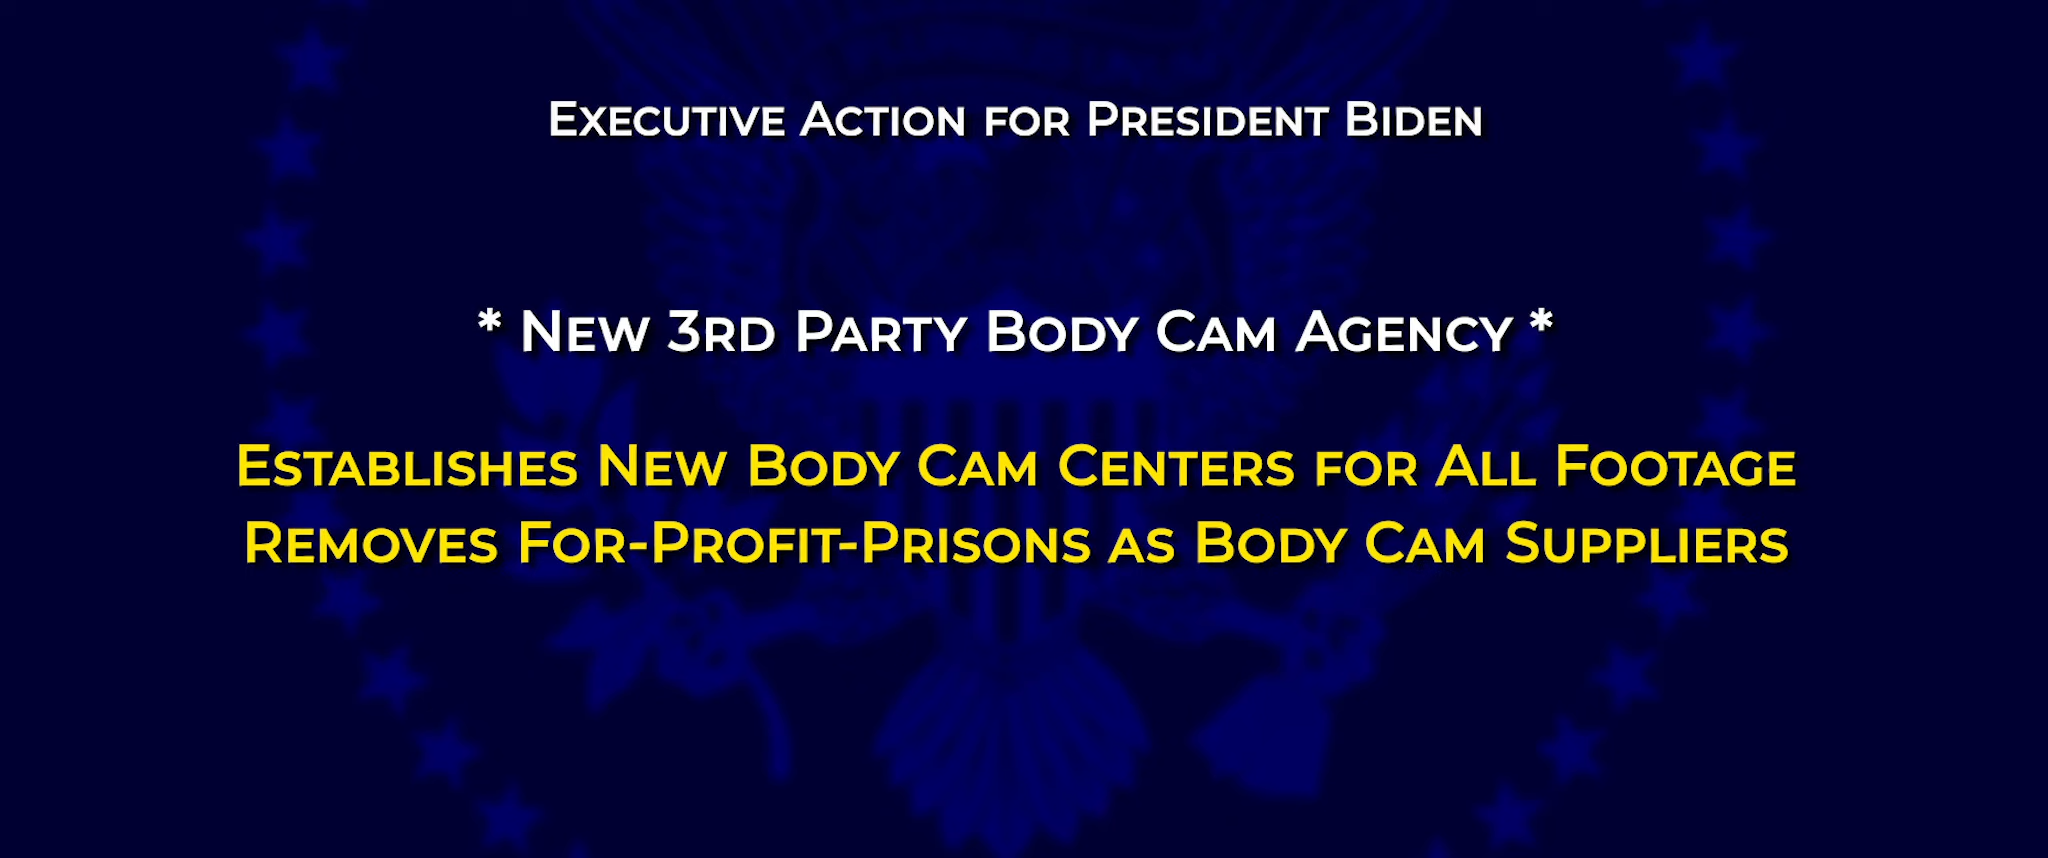 Executive Action for President Biden
* New 3rd Party Body Cam Agency *
Establishes New Body Cam Centers for All Footage
Removes For-Profit-Prisons as Body Cam Suppliers